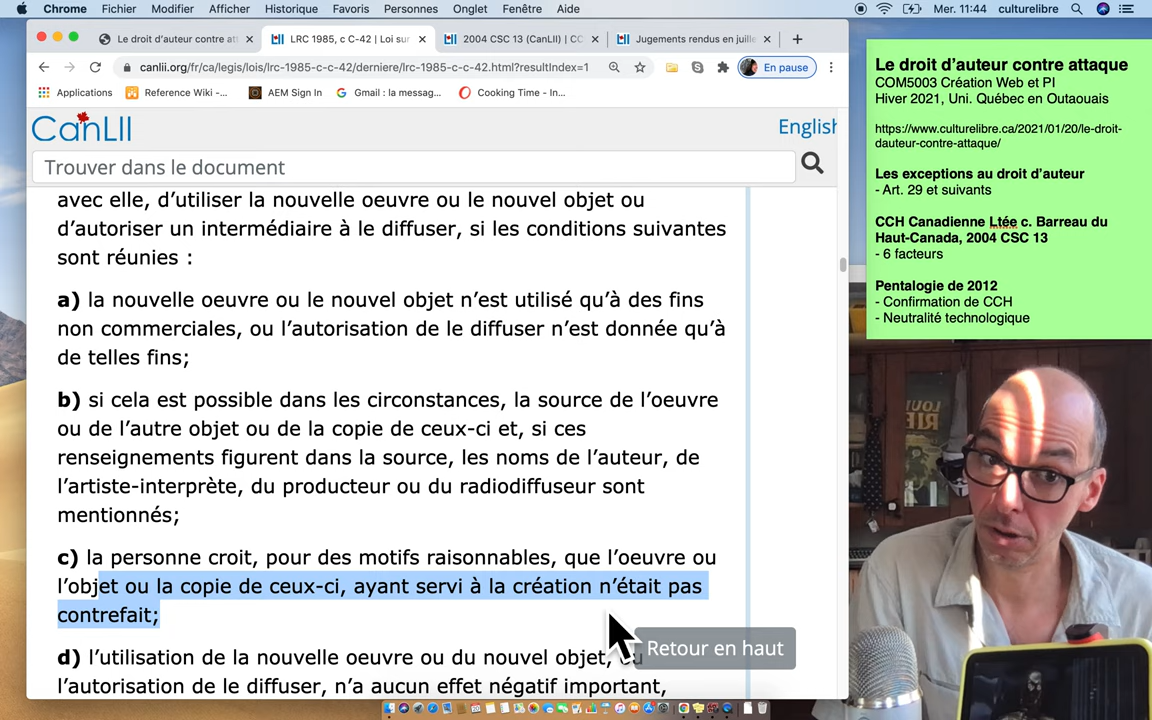 Chrome Fichier Modifier Afficher Historique Favoris Personnes Onglet Fenêtre Aide
Mer. 11:44 culturelibre
Le droit d'auteur contre att
LRC 1985, c C-42 | Loi sur
2004 CSC 13 (CanLII) | CC
Jugements rendus en juille
canlii.org/fr/ca/legis/lois/lrc-1985-c-c-42/derniere/lrc-1985-c-c-42.html?resultIndex=1
En pause
Applications
Reference Wiki -...
AEM Sign In
Gmail : la messag...
Cooking Time - In...
CanLII
English
Trouver dans le document
avec elle, d'utiliser la nouvelle oeuvre ou le nouvel objet ou
d'autoriser un intermédiaire à le diffuser, si les conditions suivantes
sont réunies :
a) la nouvelle oeuvre ou le nouvel objet n'est utilisé qu'à des fins
non commerciales, ou l'autorisation de le diffuser n'est donnée qu'à
de telles fins;
b) si cela est possible dans les circonstances, la source de l'oeuvre
ou de l'autre objet ou de la copie de ceux-ci et, si ces
renseignements figurent dans la source, les noms de l'auteur, de
l'artiste-interprète, du producteur ou du radiodiffuseur sont
mentionnés;
c) la personne croit, pour des motifs raisonnables, que l'oeuvre ou
l'objet ou la copie de ceux-ci, ayant servi à la création n'était pas
contrefait;
d) l'utilisation de la nouvelle oeuvre ou du nouvel objet, ou
l'autorisation de le diffuser, n'a aucun effet négatif important,
Retour en haut
Le droit d'auteur contre attaque
COM5003 Création Web et PI
Hiver 2021, Uni. Québec en Outaouais
https://www.culturelibre.ca/2021/01/20/le-droit-
dauteur-contre-attaque/
Les exceptions au droit d'auteur
- Art. 29 et suivants
CCH Canadienne Ltée c. Barreau du
Haut-Canada, 2004 CSC 13
- 6 facteurs
Pentalogie de 2012
- Confirmation de CCH
- Neutralité technologique